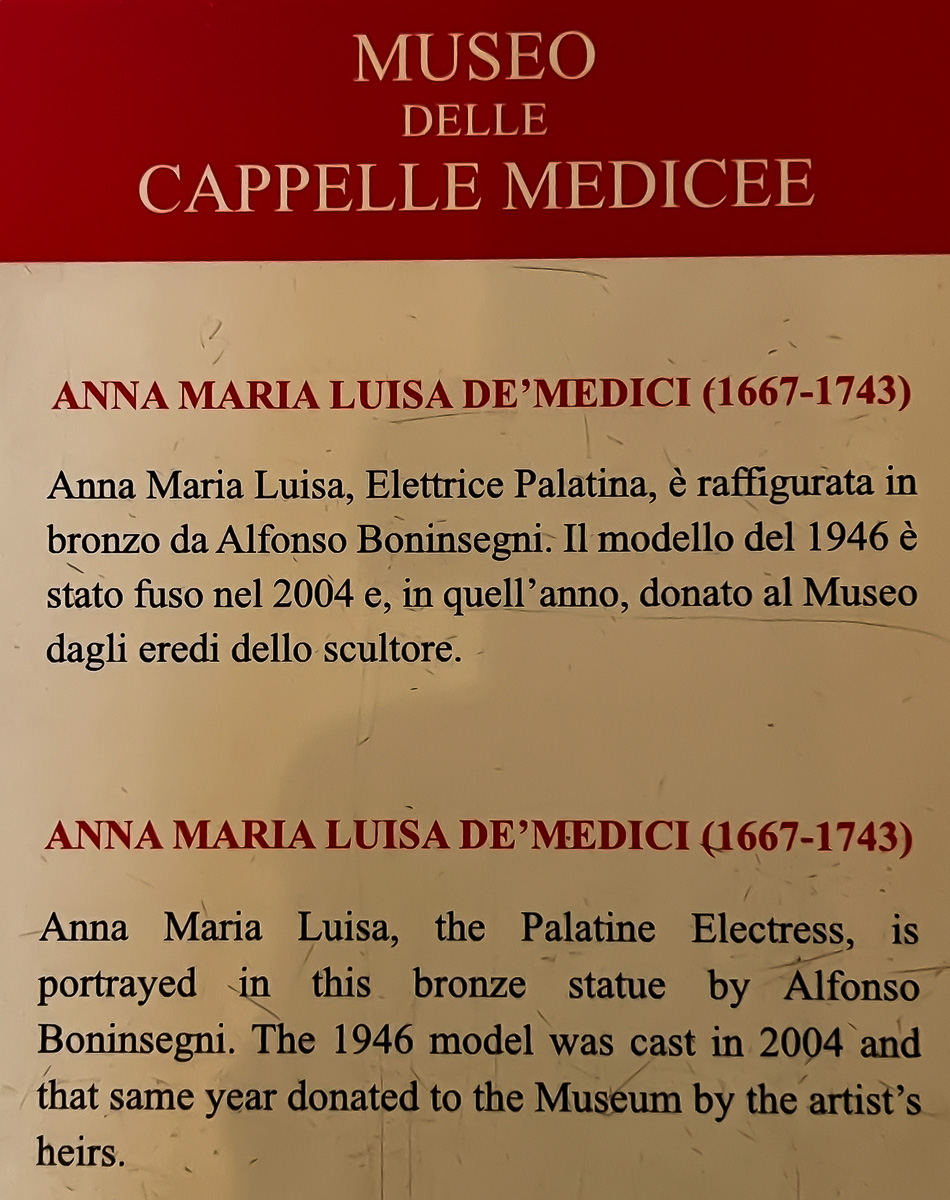 MUSEO
DELLE
CAPPELLE MEDICEE
ANNA MARIA LUISA DE’MEDICI (1667-1743)
Anna Maria Luisa, Elettrice Palatina, è raffigurata in
bronzo da Alfonso Boninsegni. Il modello del 1946 è
stato fuso nel 2004 e, in quell’anno, donato al Museo
dagli eredi dello scultore.
ANNA MARIA LUISA DE’MEDICI (1667-1743)
Anna Maria Luisa, the Palatine Electress, is
portrayed in this bronze statue by Alfonso
Boninsegni. The 1946 model was cast in 2004 and
that same year donated to the Museum by the artist’s
heirs.